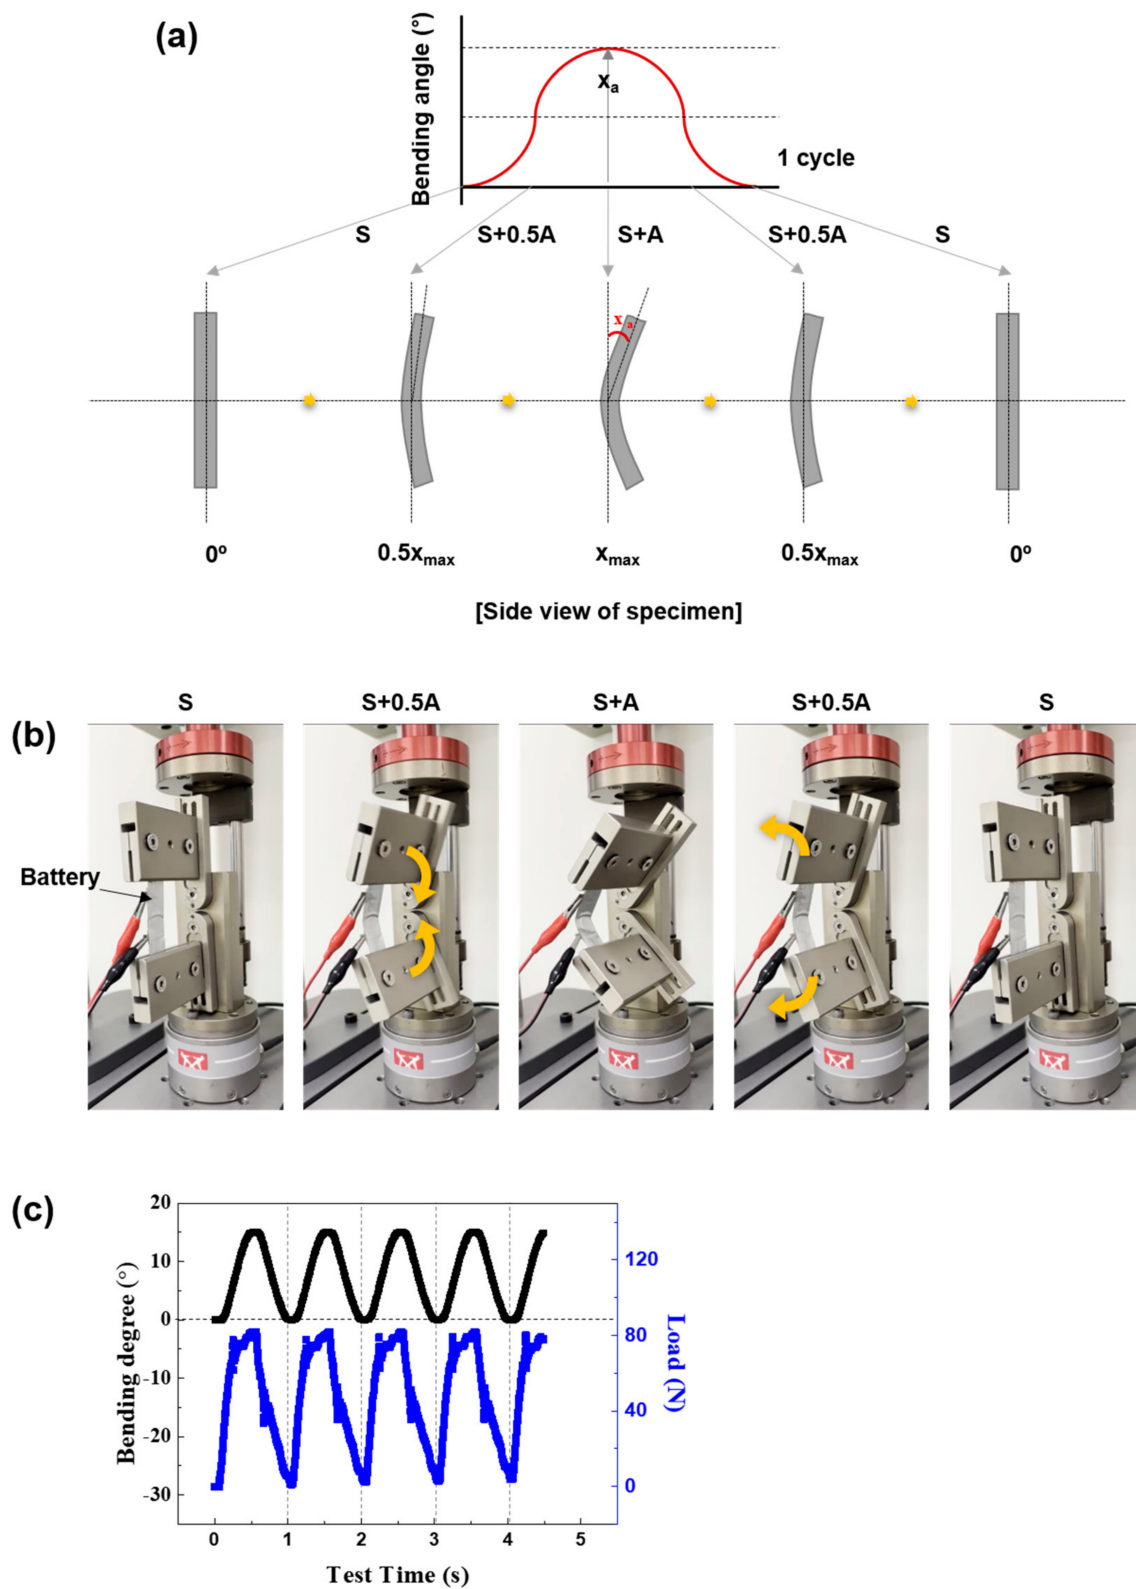 (a)
Bending angle (°)
xₐ
1 cycle
S
S+0.5A
S+A
S+0.5A
S
x a
0º
0.5xmax
xmax
0.5xmax
0º
[Side view of specimen]
S
S+0.5A
S+A
S+0.5A
S
(b)
Battery
(c)
Bending degree (°)
20
10
0
-10
-20
-30
120
80
40
0
Load (N)
0 1 2 3 4 5
Test Time (s)